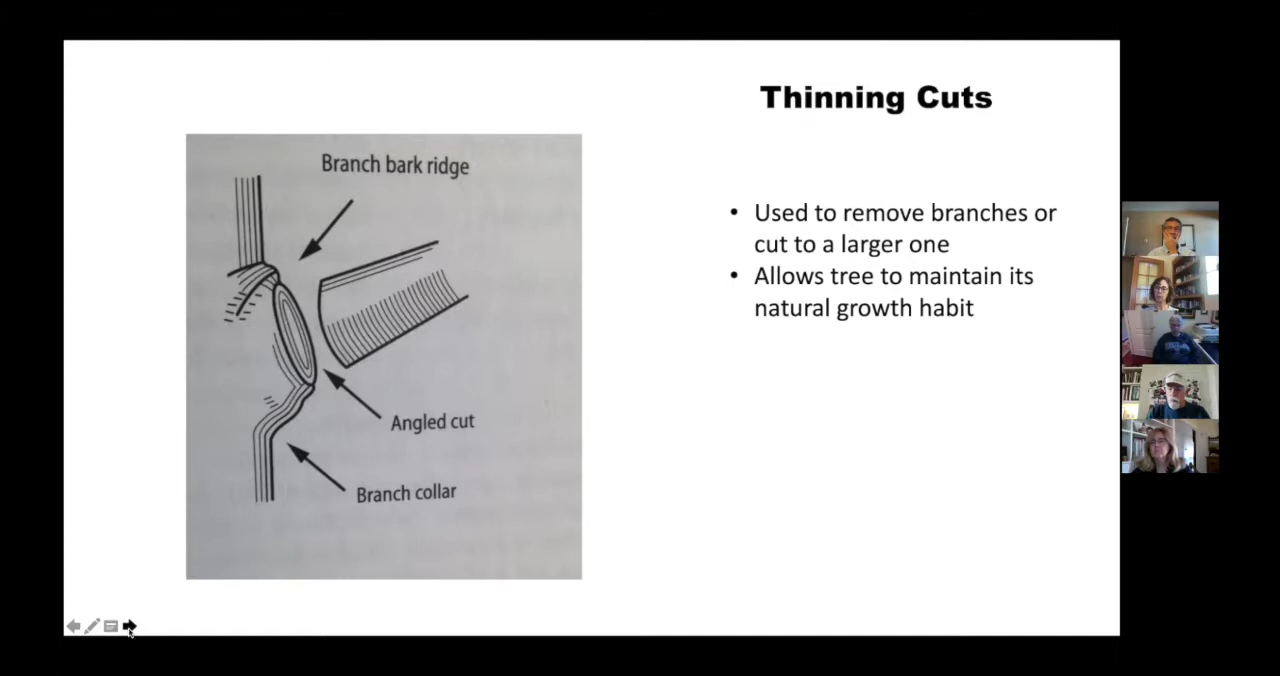 Thinning Cuts
Branch bark ridge
Angled cut
Branch collar
• Used to remove branches or
cut to a larger one
• Allows tree to maintain its
natural growth habit